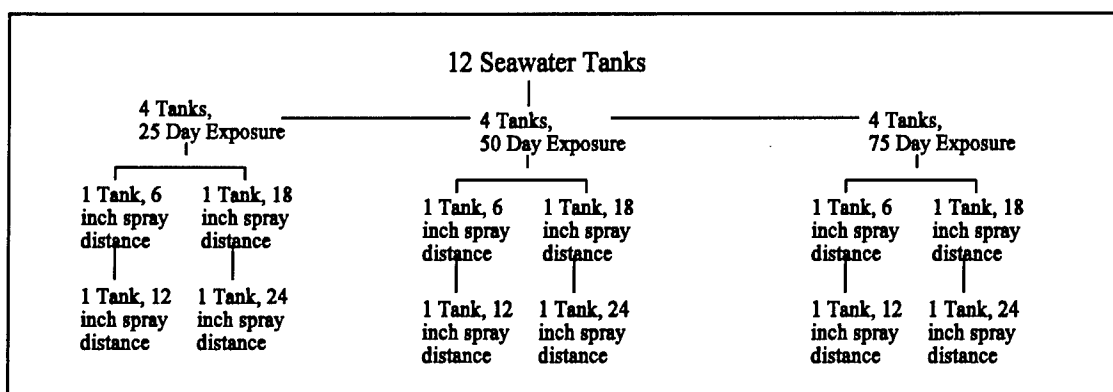 12 Seawater Tanks
4 Tanks,
25 Day Exposure
4 Tanks,
50 Day Exposure
4 Tanks,
75 Day Exposure
1 Tank, 6
inch spray
distance
1 Tank, 18
inch spray
distance
1 Tank, 12
inch spray
distance
1 Tank, 24
inch spray
distance
1 Tank, 6
inch spray
distance
1 Tank, 18
inch spray
distance
1 Tank, 12
inch spray
distance
1 Tank, 24
inch spray
distance
1 Tank, 6
inch spray
distance
1 Tank, 18
inch spray
distance
1 Tank, 12
inch spray
distance
1 Tank, 24
inch spray
distance